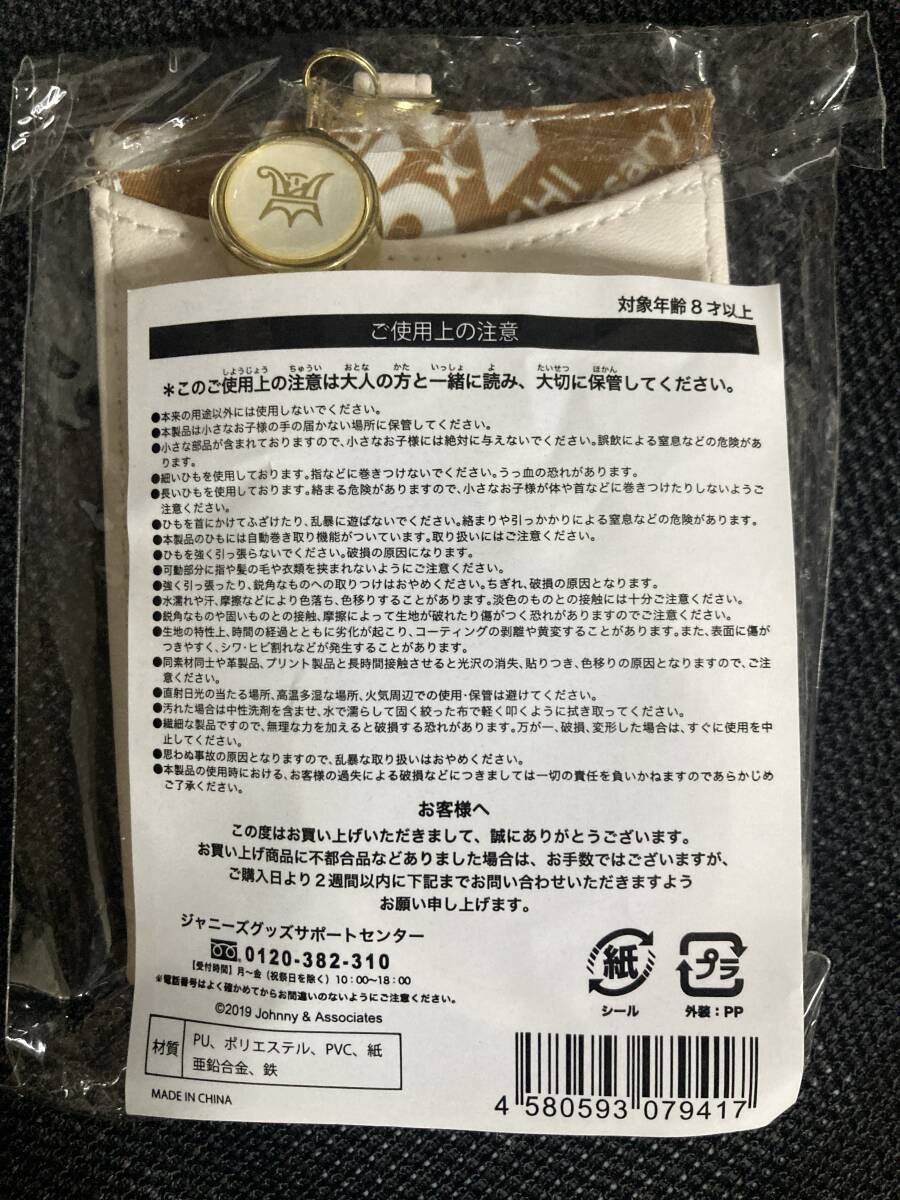 SHI
sary
対象年齢8才以上
ご使用上の注意
しようじょう ちゅうい おとな かた いっしょ よ たいせつ ほかん
＊このご使用上の注意は大人の方と一緒に読み、大切に保管してください。
●本来の用途以外には使用しないでください。
●本製品は小さなお子様の手の届かない場所に保管してください。
●小さな部品が含まれておりますので、小さなお子様には絶対に与えないでください。誤飲による窒息などの危険があ
ります。
●細いひもを使用しております。指などに巻きつけないでください。うっ血の恐れがあります。
●長いひもを使用しております。絡まる危険がありますので、小さなお子様が体や首などに巻きつけたりしないようご
注意ください。
●ひもを首にかけてふざけたり、乱暴に遊ばないでください。絡まりや引っかかりによる窒息などの危険があります。
●本製品のひもには自動巻き取り機能がついています。取り扱いにはご注意ください。
●ひもを強く引っ張らないでください。破損の原因になります。
●可動部分に指や髪の毛や衣類を挟まれないようにご注意ください。
●強く引っ張ったり、鋭角なものへの取りつけはおやめください。ちぎれ、破損の原因となります。
●水濡れや汗、摩擦などにより色落ち、色移りすることがあります。淡色のものとの接触には十分ご注意ください。
●鋭角なものや固いものとの接触、摩擦によって生地が破れたり傷がつく恐れがありますのでご注意ください。
●生地の特性上、時間の経過とともに劣化が起こり、コーティングの剥離や黄変することがあります。また、表面に傷が
つきやすく、シワ・ヒビ割れなどが発生することがあります。
●同素材同士や革製品、プリント製品と長時間接触させると光沢の消失、貼りつき、色移りの原因となりますので、ご注
意ください。
●直射日光の当たる場所、高温多湿な場所、火気周辺での使用・保管は避けてください。
●汚れた場合は中性洗剤を含ませ、水で濡らして固く絞った布で軽く叩くように拭き取ってください。
●繊細な製品ですので、無理な力を加えると破損する恐れがあります。万が一、破損、変形した場合は、すぐに使用を中
止してください。
●思わぬ事故の原因となりますので、乱暴な取り扱いはおやめください。
●本製品の使用時における、お客様の過失による破損などにつきましては一切の責任を負いかねますのであらかじめ
ご了承ください。
お客様へ
この度はお買い上げいただきまして、誠にありがとうございます。
お買い上げ商品に不都合品などありました場合は、お手数ではございますが、
ご購入日より2週間以内に下記までお問い合わせいただきますよう
お願い申し上げます。
ジャニーズグッズサポートセンター
0120-382-310
【受付時間】月〜金（祝祭日を除く）10：00〜18：00
※電話番号はよく確かめてからお間違いのないようにご注意ください。
©2019 Johnny & Associates
紙
シール
プラ
外装：PP
材質
PU、ポリエステル、PVC、紙
亜鉛合金、鉄
MADE IN CHINA
4 580593 079417